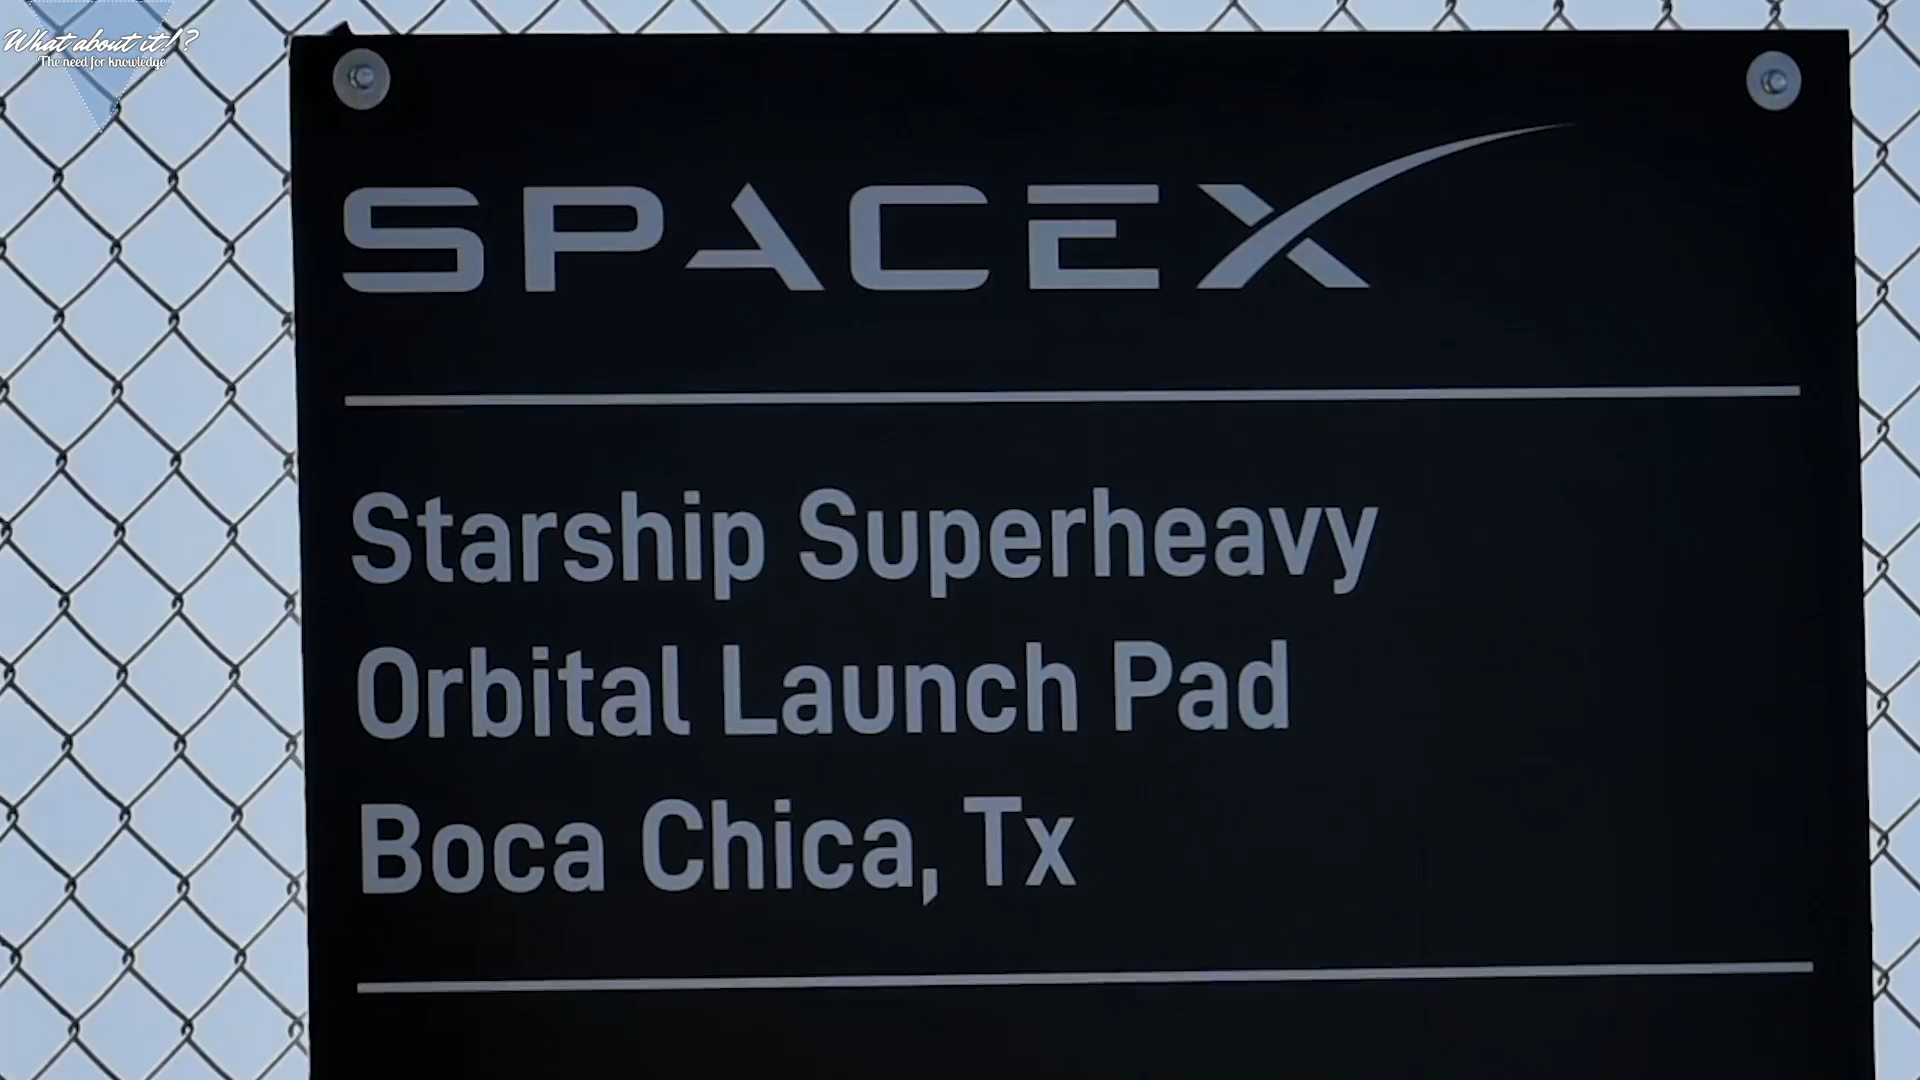 What about it!?
The need for knowledge
SPACEX
Starship Superheavy
Orbital Launch Pad
Boca Chica, Tx